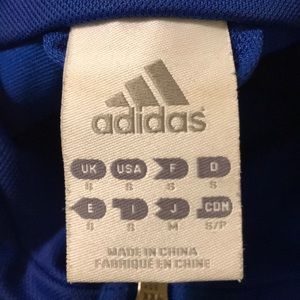 adidas
UK USA F D
S S S S
E I J CDN
S S M S/P
MADE IN CHINA
FABRIQUÉ EN CHINE